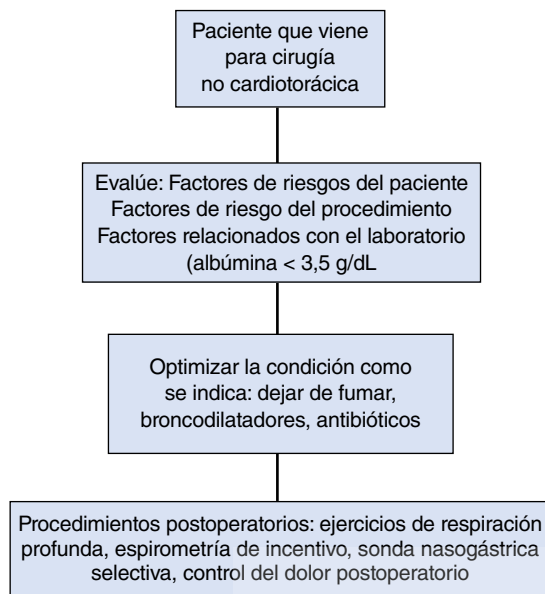 Paciente que viene
para cirugía
no cardiotorácica
Evalúe: Factores de riesgos del paciente
Factores de riesgo del procedimiento
Factores relacionados con el laboratorio
(albúmina < 3,5 g/dL
Optimizar la condición como
se indica: dejar de fumar,
broncodilatadores, antibióticos
Procedimientos postoperatorios: ejercicios de respiración
profunda, espirometría de incentivo, sonda nasogástrica
selectiva, control del dolor postoperatorio